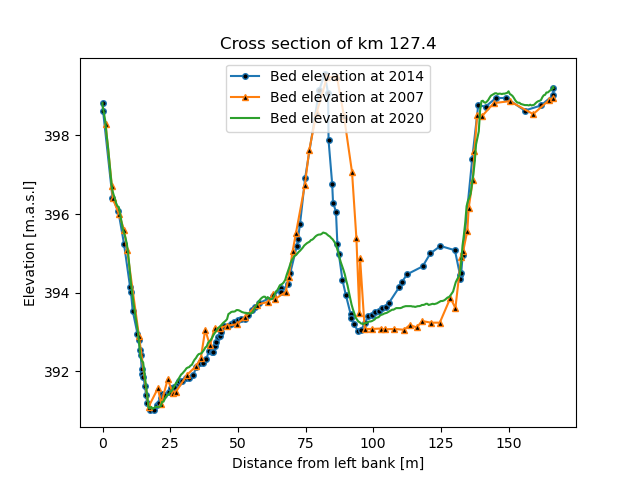 Cross section of km 127.4
Bed elevation at 2014
Bed elevation at 2007
Bed elevation at 2020
398
396
394
392
Elevation [m.a.s.l]
0 25 50 75 100 125 150
Distance from left bank [m]